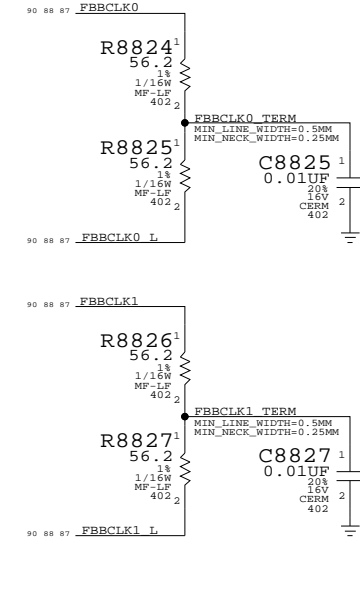 90 88 87 FBBCLK0
R8824 1
56.2
1%
1/16W
MF-LF
402 2
FBBCLK0_TERM
MIN_LINE_WIDTH=0.5MM
MIN_NECK_WIDTH=0.25MM
R8825 1
56.2
1%
1/16W
MF-LF
402 2
C8825 1
0.01UF
20%
16V
CERM
402
2
90 88 87 FBBCLK0_L
90 88 87 FBBCLK1
R8826 1
56.2
1%
1/16W
MF-LF
402 2
FBBCLK1_TERM
MIN_LINE_WIDTH=0.5MM
MIN_NECK_WIDTH=0.25MM
R8827 1
56.2
1%
1/16W
MF-LF
402 2
C8827 1
0.01UF
20%
16V
CERM
402
2
90 88 87 FBBCLK1_L